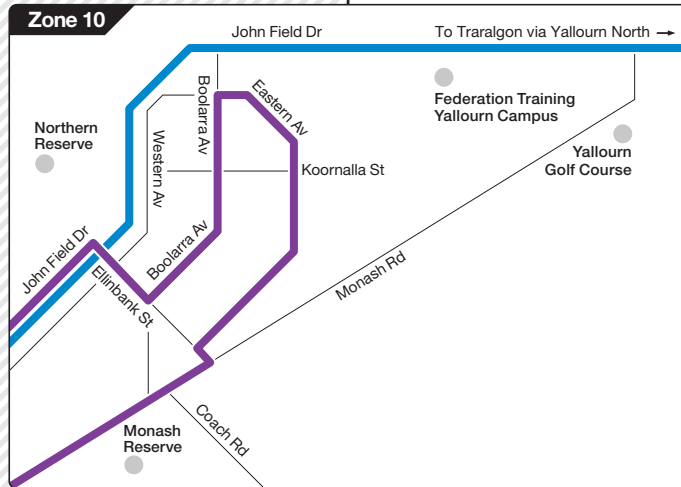 Zone 10
John Field Dr
To Traralgon via Yallourn North →
Boolarra Av
Eastern Av
Federation Training
Yallourn Campus
Northern
Reserve
Western Av
Yallourn
Golf Course
Koornalla St
John Field Dr
Ellinbank St
Boolarra Av
Monash Rd
Coach Rd
Monash
Reserve